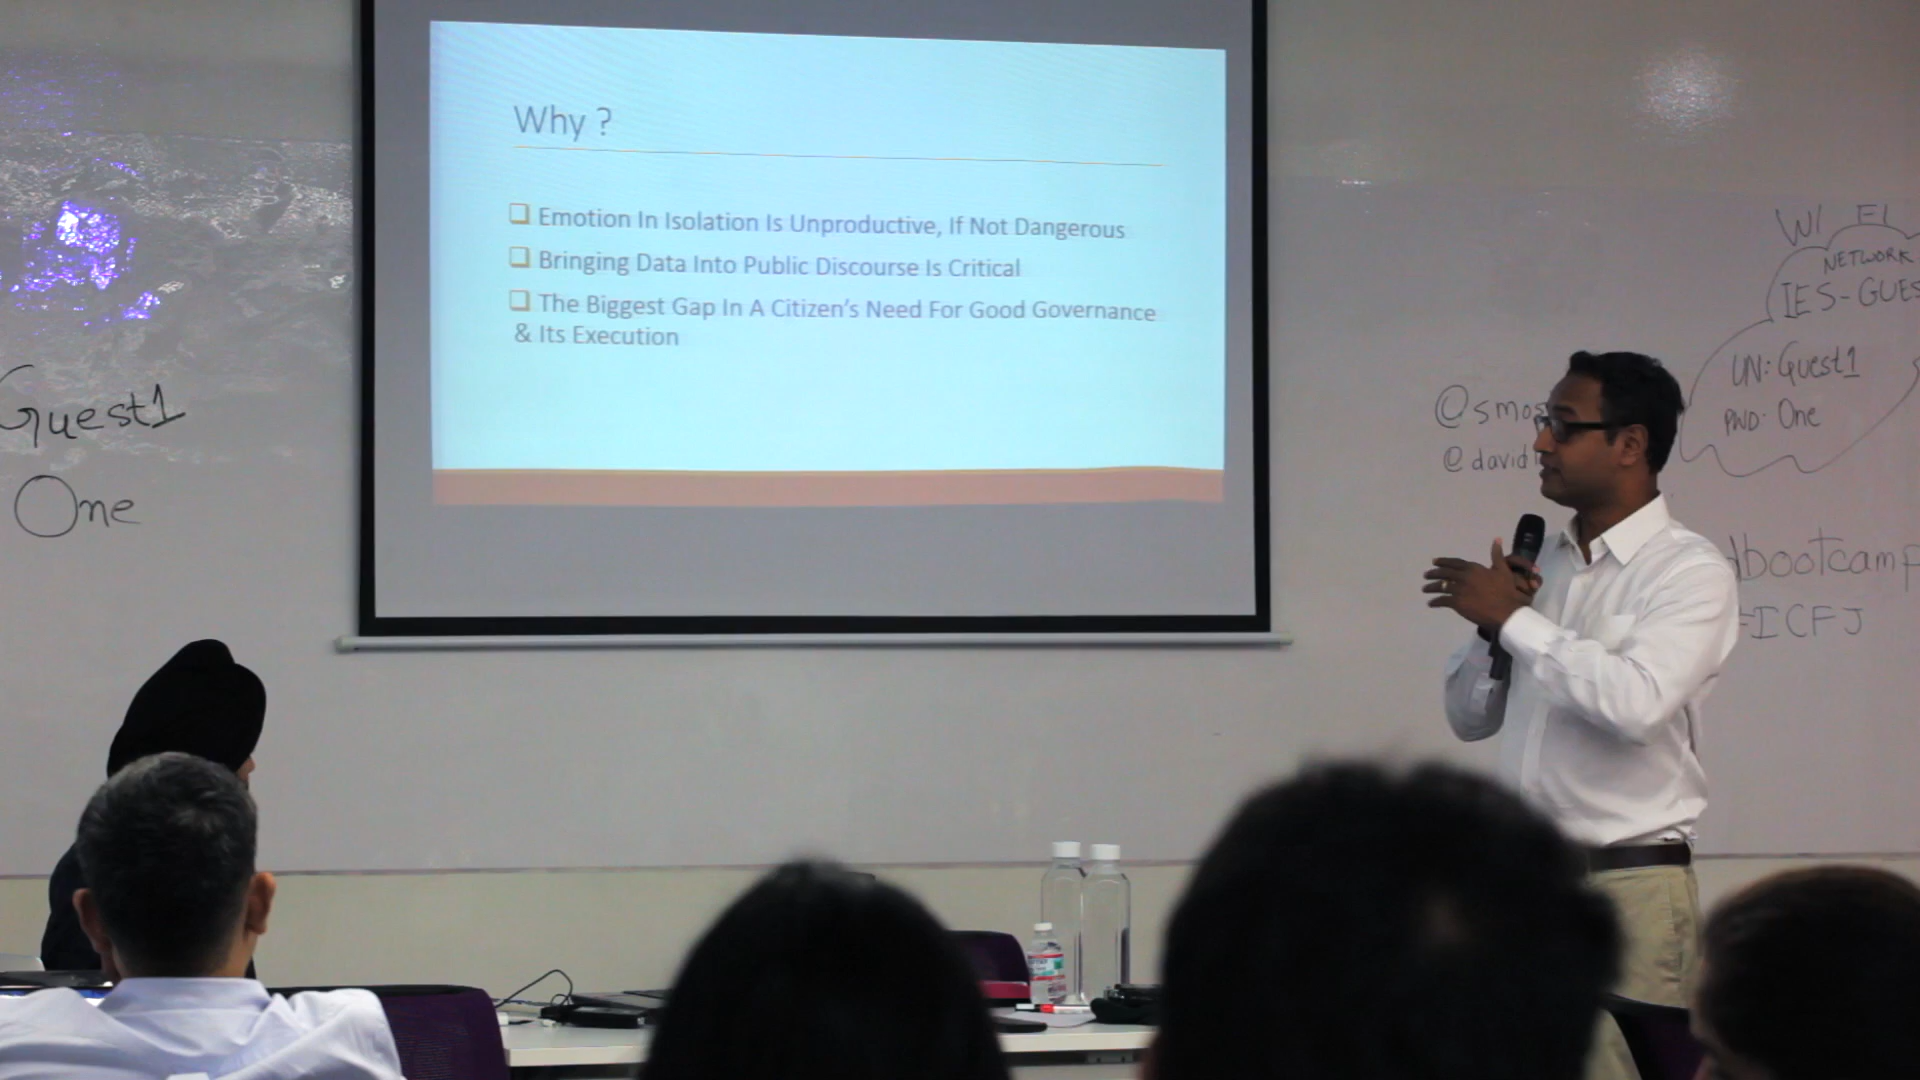 Why ?
Emotion In Isolation Is Unproductive, If Not Dangerous
Bringing Data Into Public Discourse Is Critical
The Biggest Gap In A Citizen's Need For Good Governance
& Its Execution
Guest1
One
WI FI
NETWORK
IES-GUES
UN: Guest1
PWD: One
@smos
@david
dbootcamp
ICFJ